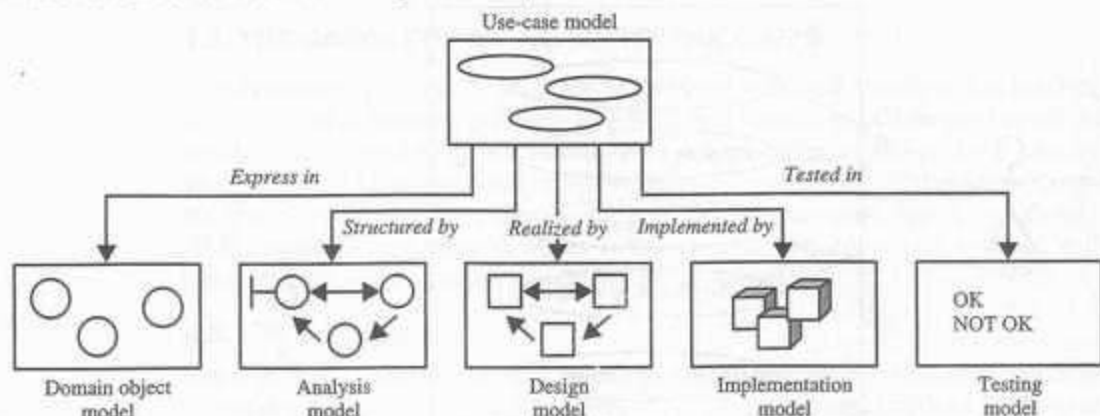 Use-case model
Express in
Tested in
Structured by
Realized by
Implemented by
OK
NOT OK
Domain object
model
Analysis
model
Design
model
Implementation
model
Testing
model